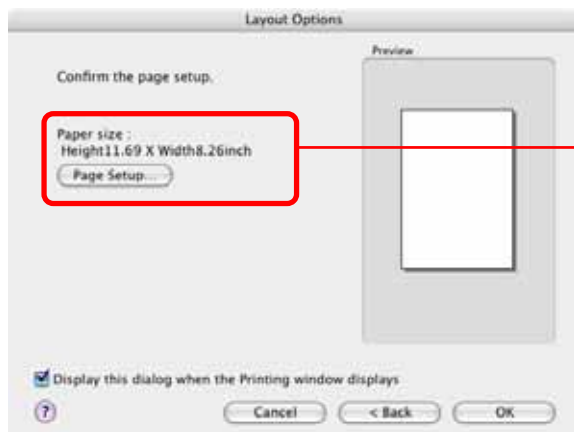 Layout Options
Preview
Confirm the page setup.
Paper size :
Height11.69 X Width8.26inch
Page Setup...
Display this dialog when the Printing window displays
?
Cancel
< Back
OK